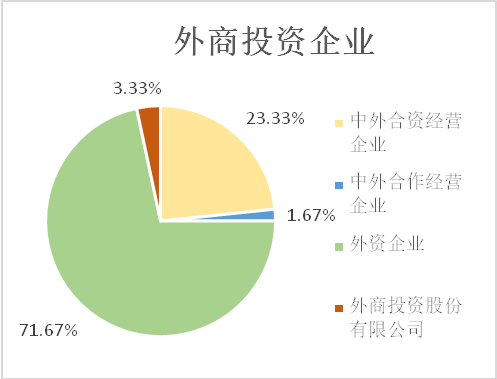 外商投资企业
3.33%
23.33%
中外合资经营
企业
中外合作经营
企业
1.67%
外资企业
外商投资股份
有限公司
71.67%